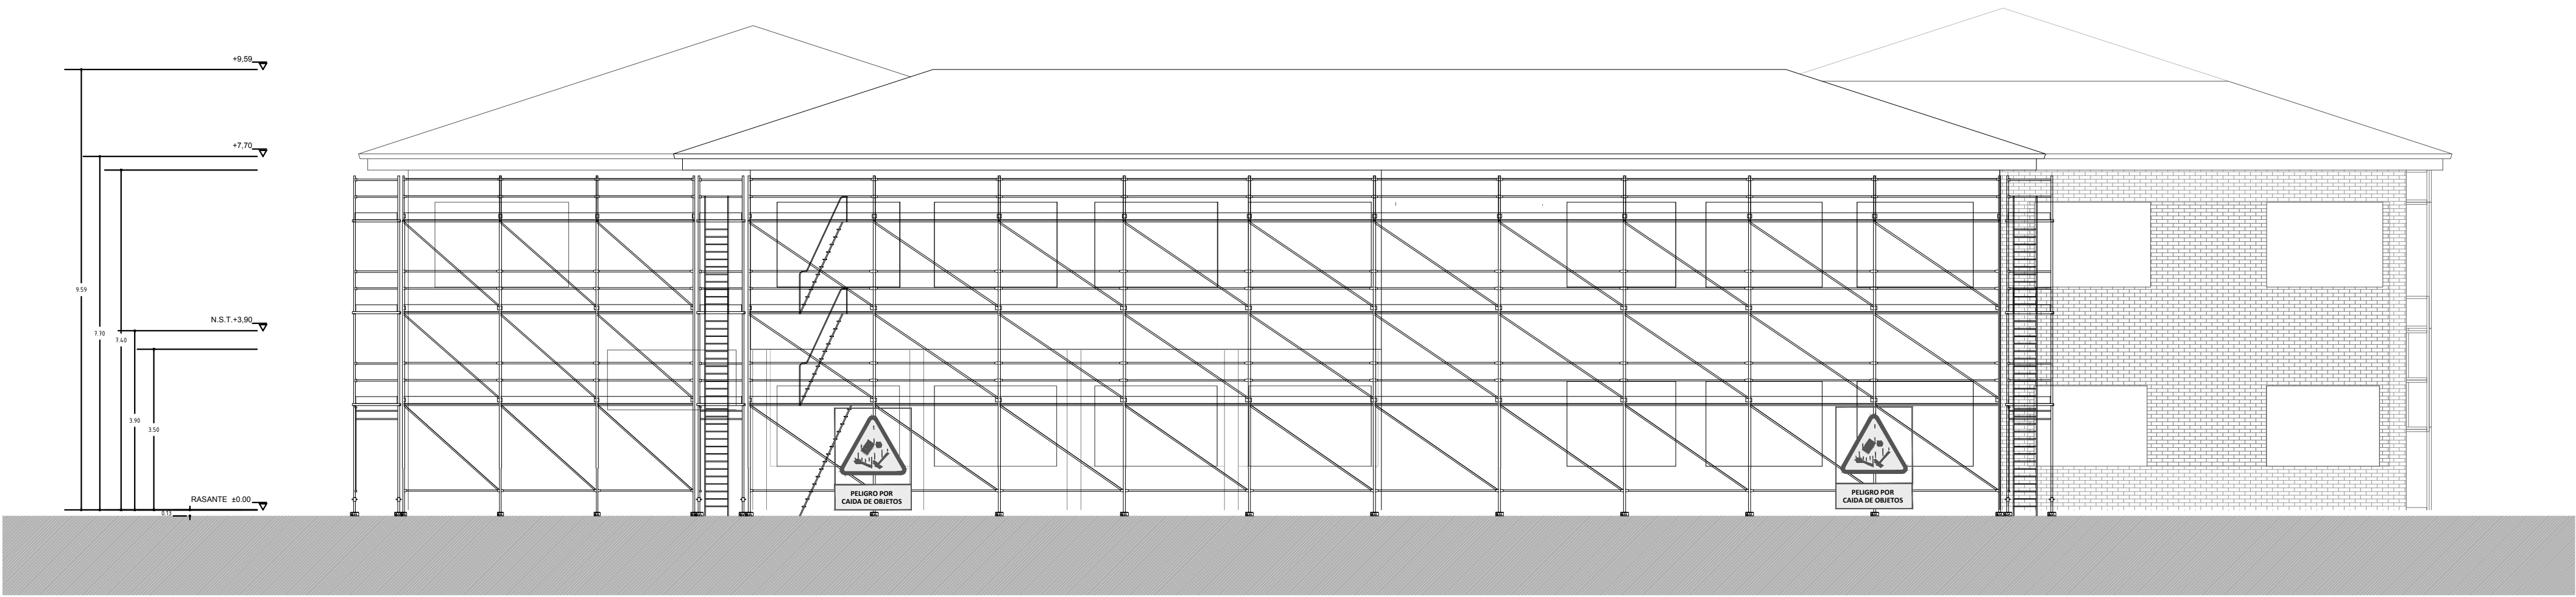 +9,59
+7,70
9.59
7.70
7.40
N.S.T.+3,90
3.90
3.50
RASANTE ±0.00
0.13
PELIGRO POR
CAIDA DE OBJETOS
PELIGRO POR
CAIDA DE OBJETOS